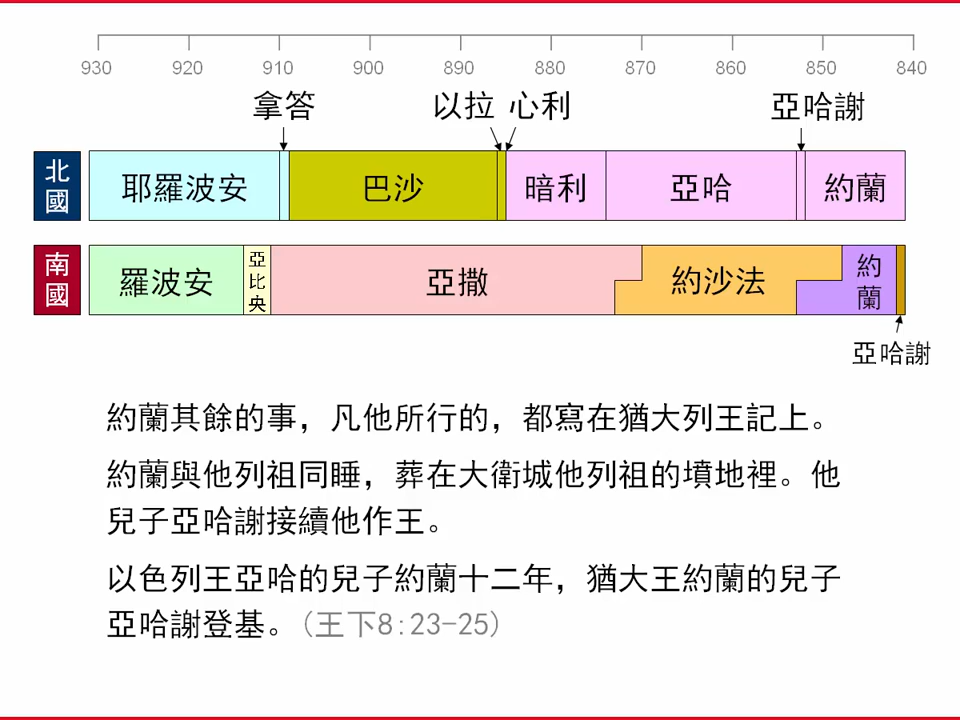 930 920 910 900 890 880 870 860 850 840
拿答 以拉 心利 亞哈謝
北國 耶羅波安 巴沙 暗利 亞哈 約蘭
南國 羅波安 亞比央 亞撒 約沙法 約蘭
亞哈謝
約蘭其餘的事，凡他所行的，都寫在猶大列王記上。
約蘭與他列祖同睡，葬在大衛城他列祖的墳地裡。他
兒子亞哈謝接續他作王。
以色列王亞哈的兒子約蘭十二年，猶大王約蘭的兒子
亞哈謝登基。(王下8:23-25)